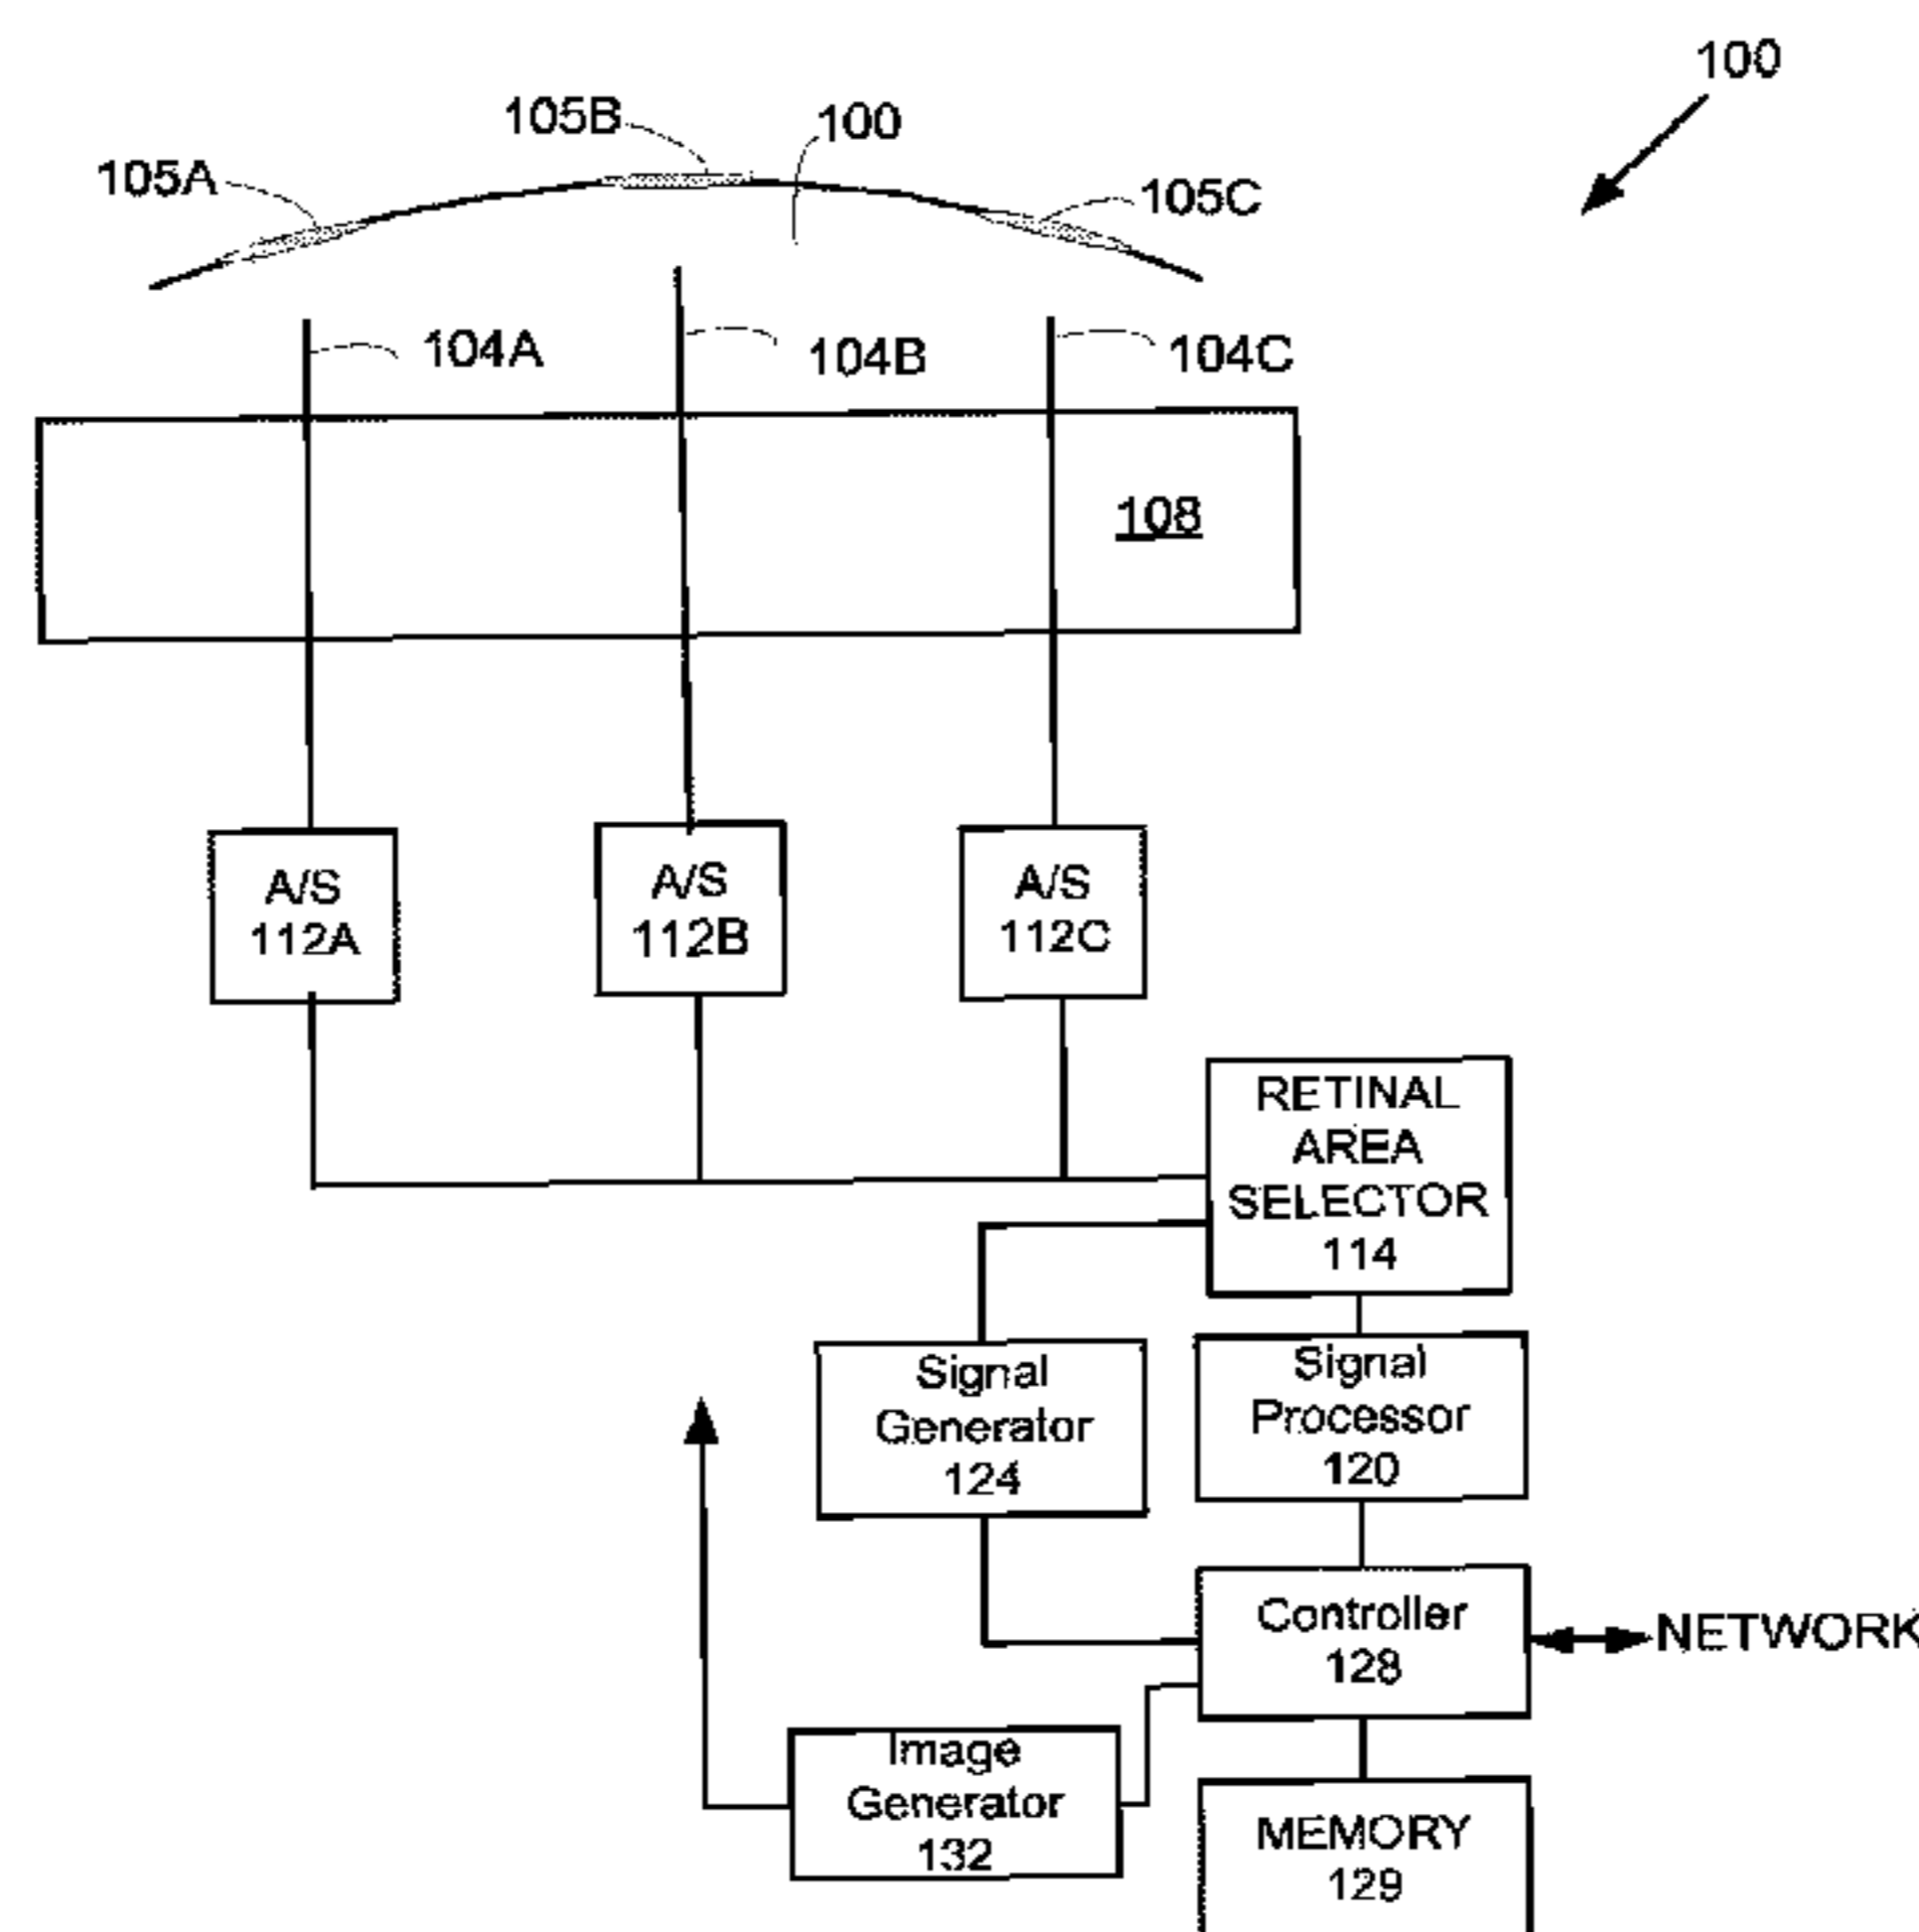 100
105B
100
105A
105C
104A
104B
104C
108
A/S
112A
A/S
112B
A/S
112C
RETINAL
AREA
SELECTOR
114
Signal
Generator
124
Signal
Processor
120
Controller
128
NETWORK
Image
Generator
132
MEMORY
129